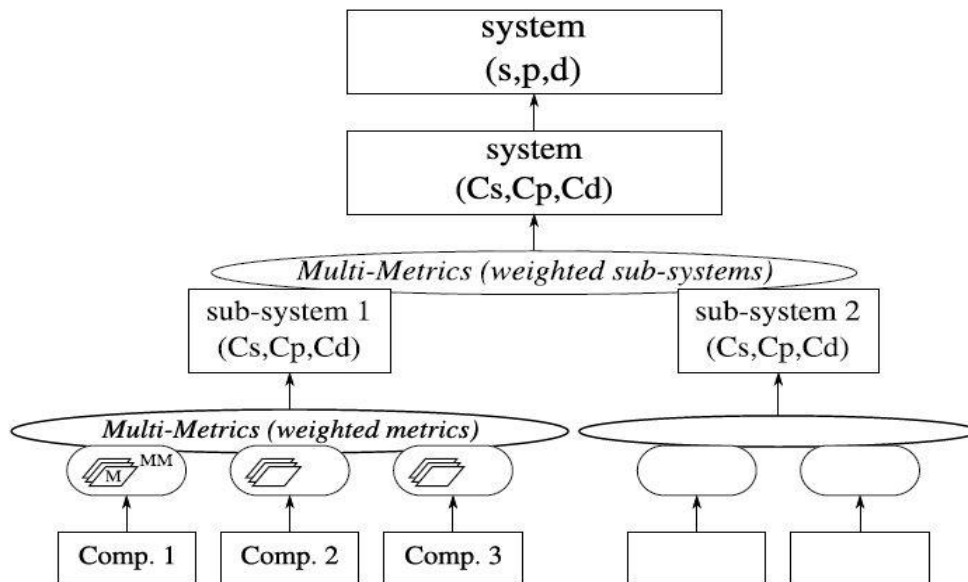 system
(s,p,d)
system
(Cs,Cp,Cd)
Multi-Metrics (weighted sub-systems)
sub-system 1
(Cs,Cp,Cd)
sub-system 2
(Cs,Cp,Cd)
Multi-Metrics (weighted metrics)
M
MM
Comp. 1
Comp. 2
Comp. 3